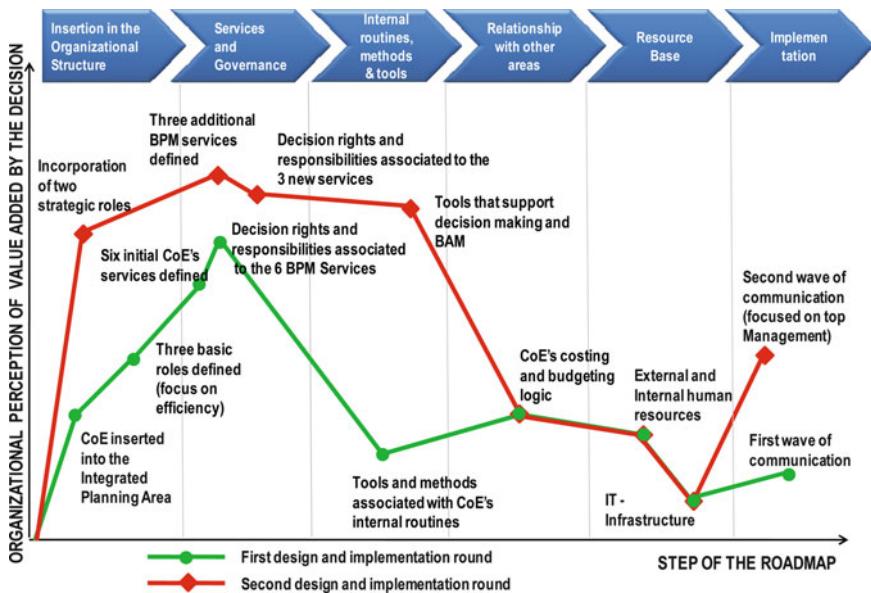 Insertion in the
Organizational
Structure
Services
and
Governance
Internal
routines,
methods
& tools
Relationship
with other
areas
Resource
Base
Implemen
tation
ORGANIZATIONAL PERCEPTION OF VALUE ADDED BY THE DECISION
Incorporation
of two
strategic roles
Three additional
BPM services
defined
Decision rights and
responsibilities associated to the
3 new services
Tools that support
decision making and
BAM
Six initial CoE's
services defined
Decision rights and
responsibilities associated
to the 6 BPM Services
Three basic
roles defined
(focus on
efficiency)
CoE inserted
into the
Integrated
Planning Area
Tools and methods
associated with CoE's
internal routines
CoE's costing
and budgeting
logic
External and
Internal human
resources
IT -
Infrastructure
Second wave of
communication
(focused on top
Management)
First wave of
communication
STEP OF THE ROADMAP
First design and implementation round
Second design and implementation round